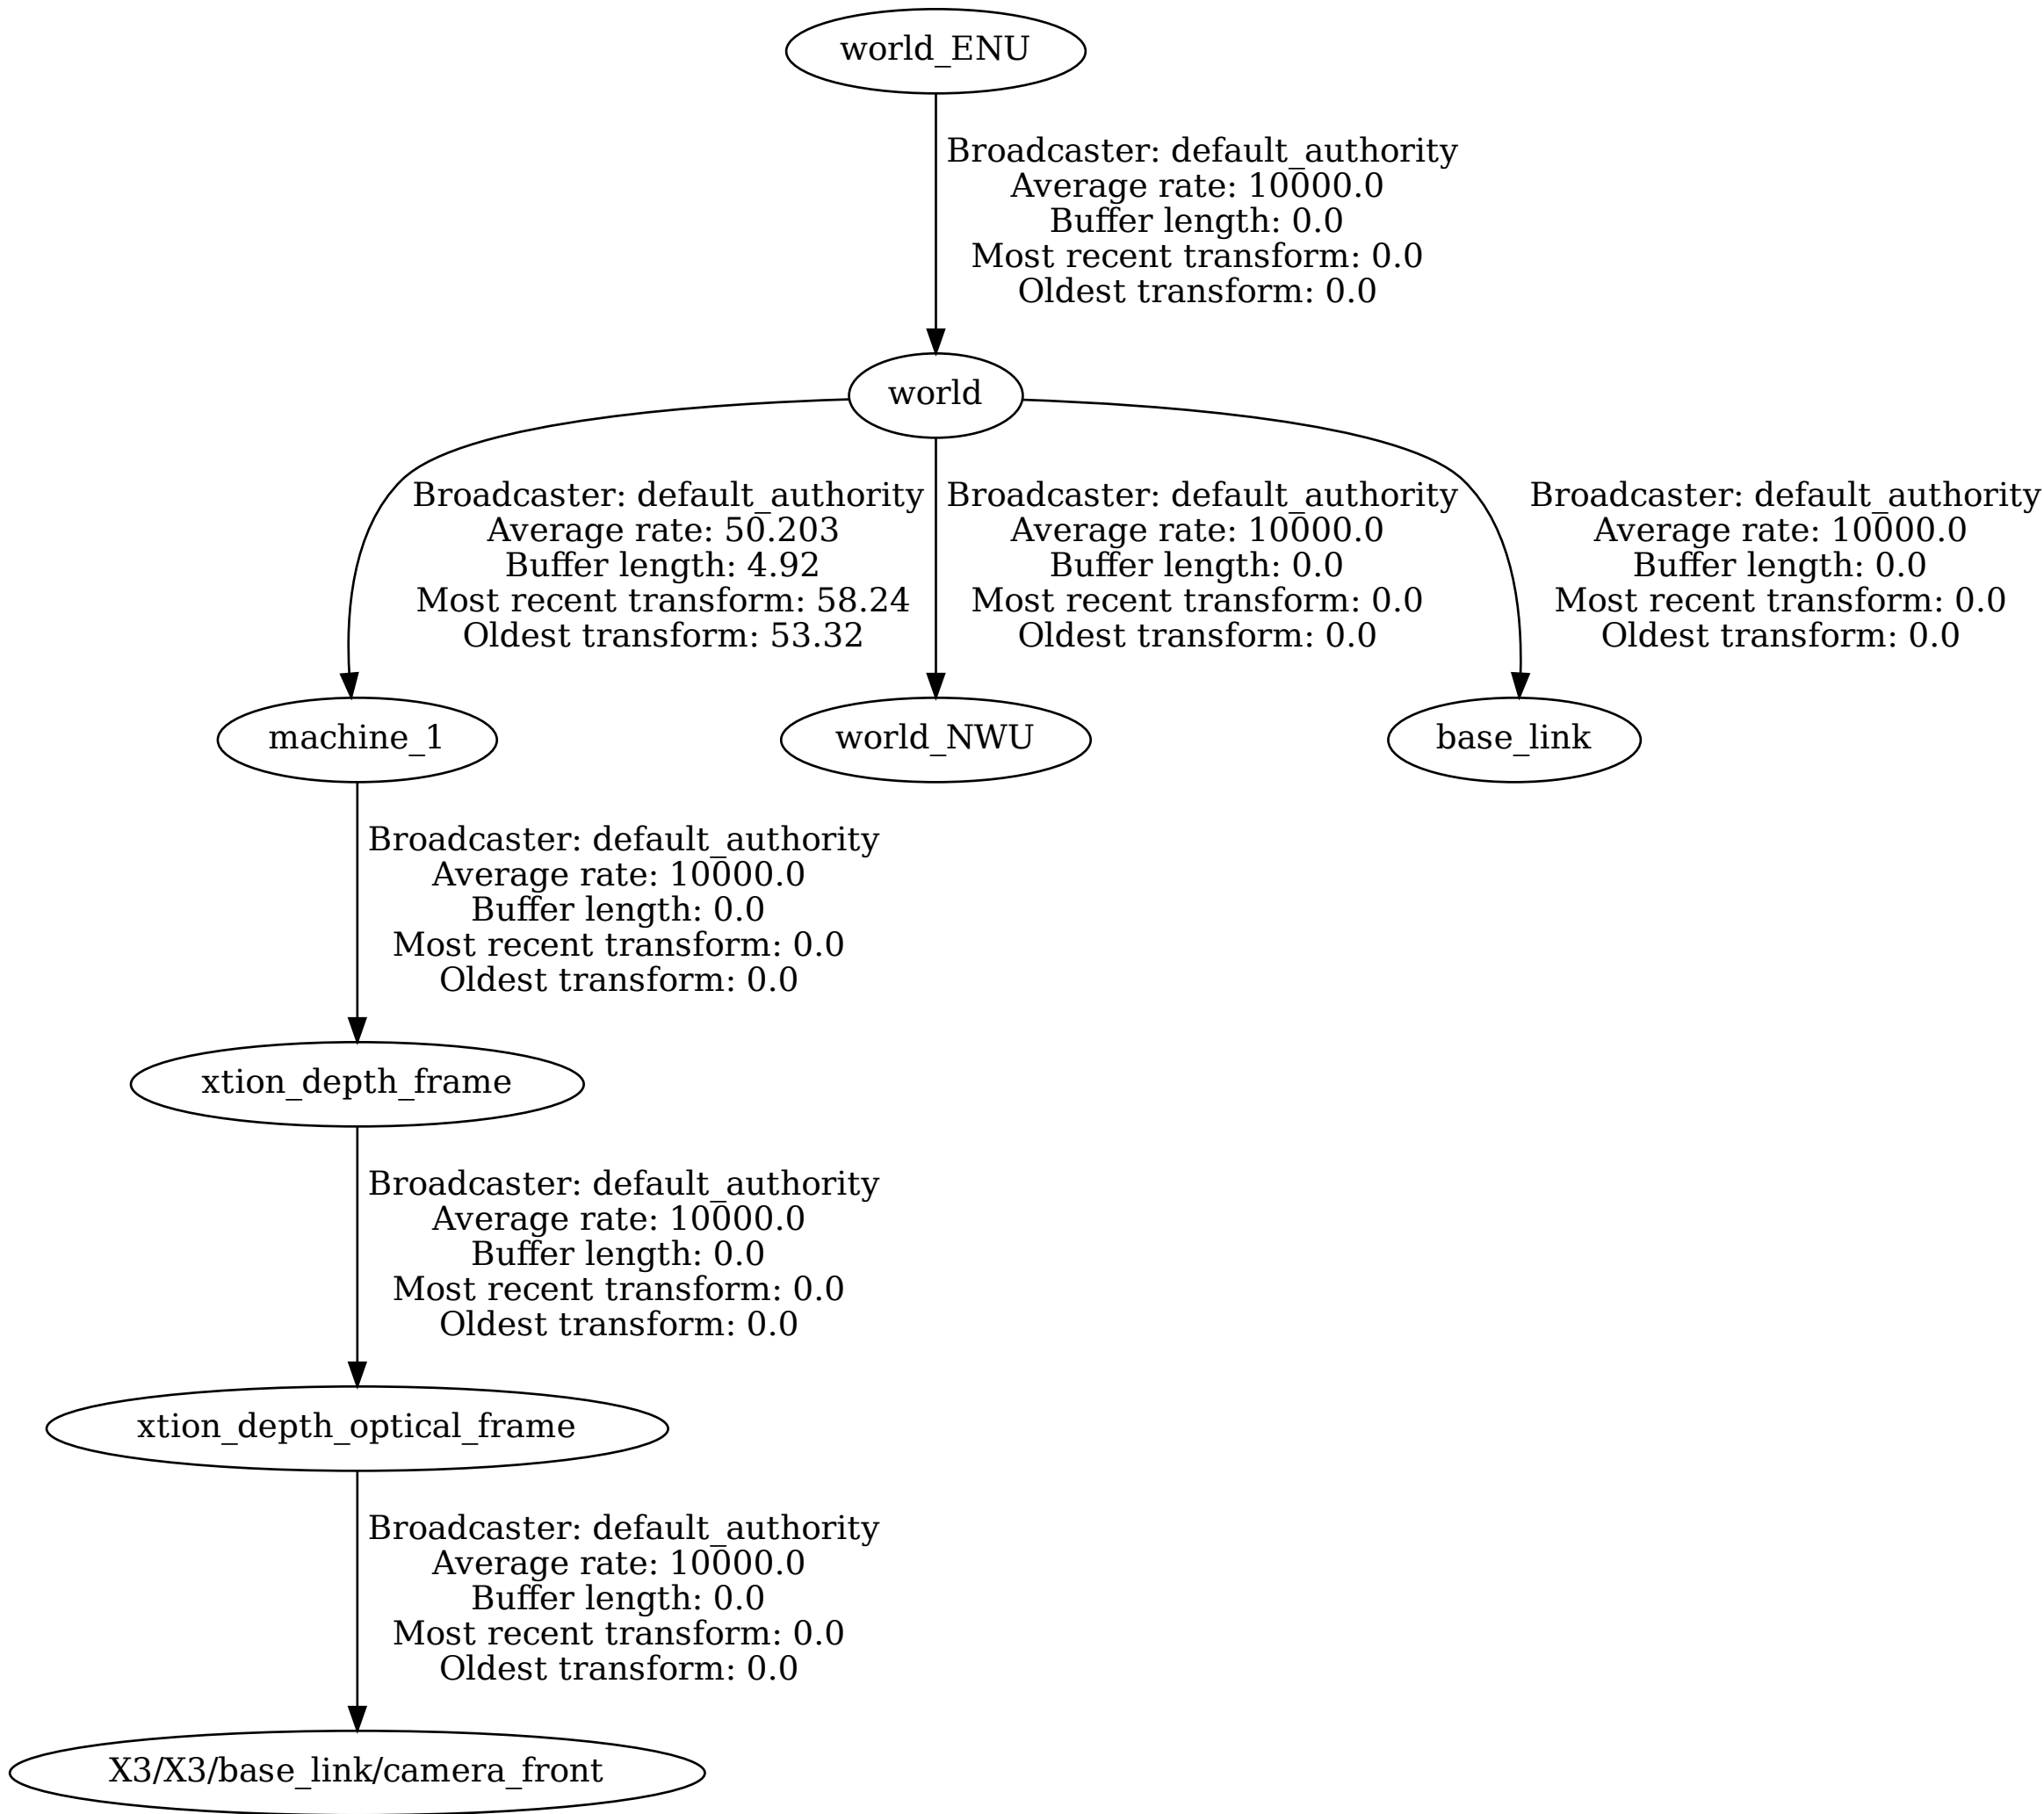 world_ENU
Broadcaster: default_authority
Average rate: 10000.0
Buffer length: 0.0
Most recent transform: 0.0
Oldest transform: 0.0
world
Broadcaster: default_authority
Average rate: 50.203
Buffer length: 4.92
Most recent transform: 58.24
Oldest transform: 53.32
Broadcaster: default_authority
Average rate: 10000.0
Buffer length: 0.0
Most recent transform: 0.0
Oldest transform: 0.0
Broadcaster: default_authority
Average rate: 10000.0
Buffer length: 0.0
Most recent transform: 0.0
Oldest transform: 0.0
machine_1
world_NWU
base_link
Broadcaster: default_authority
Average rate: 10000.0
Buffer length: 0.0
Most recent transform: 0.0
Oldest transform: 0.0
xtion_depth_frame
Broadcaster: default_authority
Average rate: 10000.0
Buffer length: 0.0
Most recent transform: 0.0
Oldest transform: 0.0
xtion_depth_optical_frame
Broadcaster: default_authority
Average rate: 10000.0
Buffer length: 0.0
Most recent transform: 0.0
Oldest transform: 0.0
X3/X3/base_link/camera_front